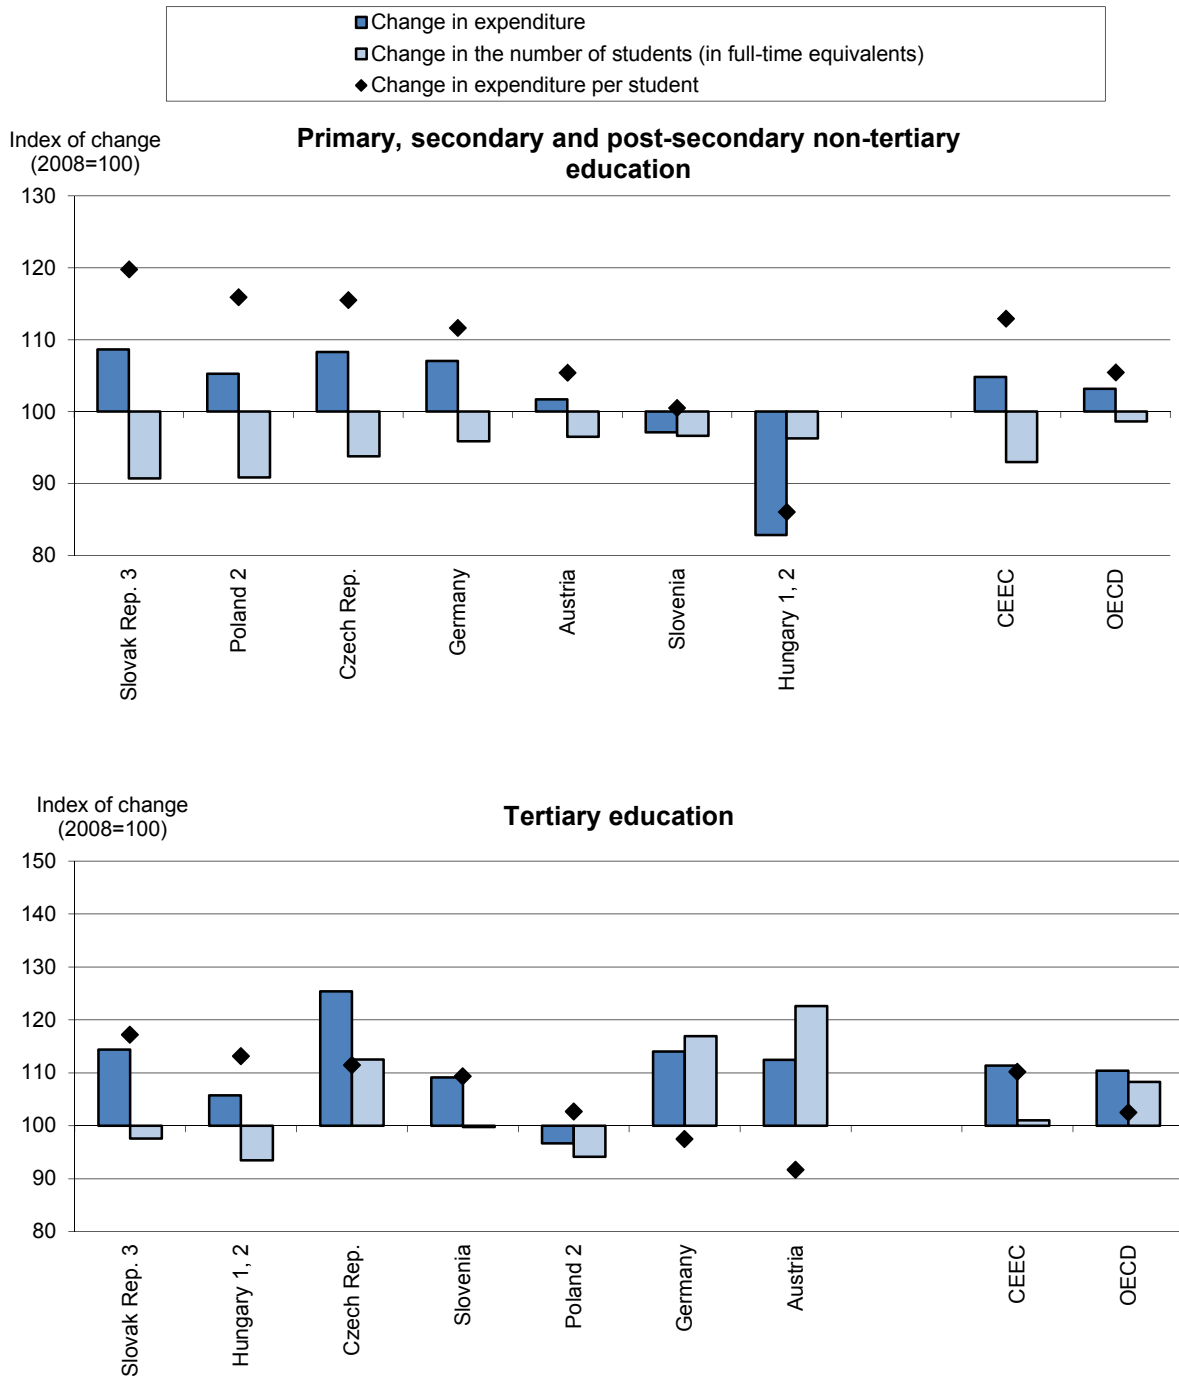 Change in expenditure
Change in the number of students (in full-time equivalents)
Change in expenditure per student
Index of change
(2008=100)
Primary, secondary and post-secondary non-tertiary
education
130
120
110
100
90
80
Slovak Rep. 3
Poland 2
Czech Rep.
Germany
Austria
Slovenia
Hungary 1, 2
CEEC
OECD
Index of change
(2008=100)
Tertiary education
150
140
130
120
110
100
90
80
Slovak Rep. 3
Hungary 1, 2
Czech Rep.
Slovenia
Poland 2
Germany
Austria
CEEC
OECD